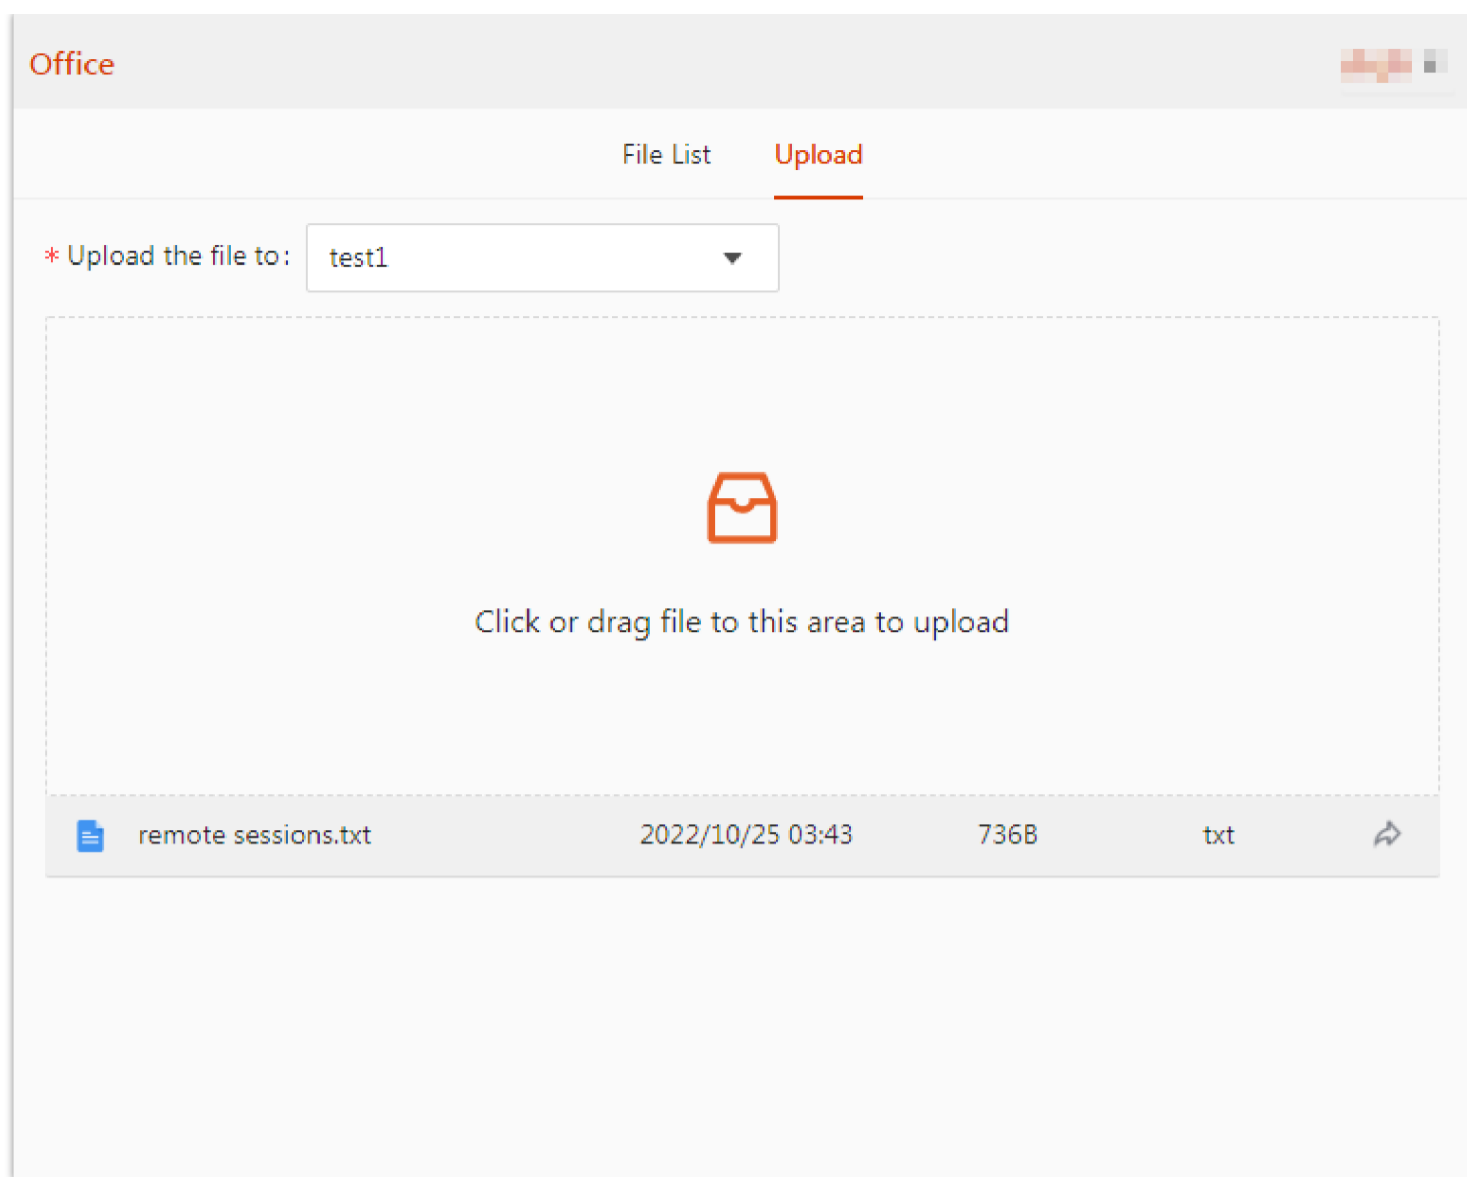 Office
File List Upload
* Upload the file to: test1
Click or drag file to this area to upload
remote sessions.txt 2022/10/25 03:43 736B txt